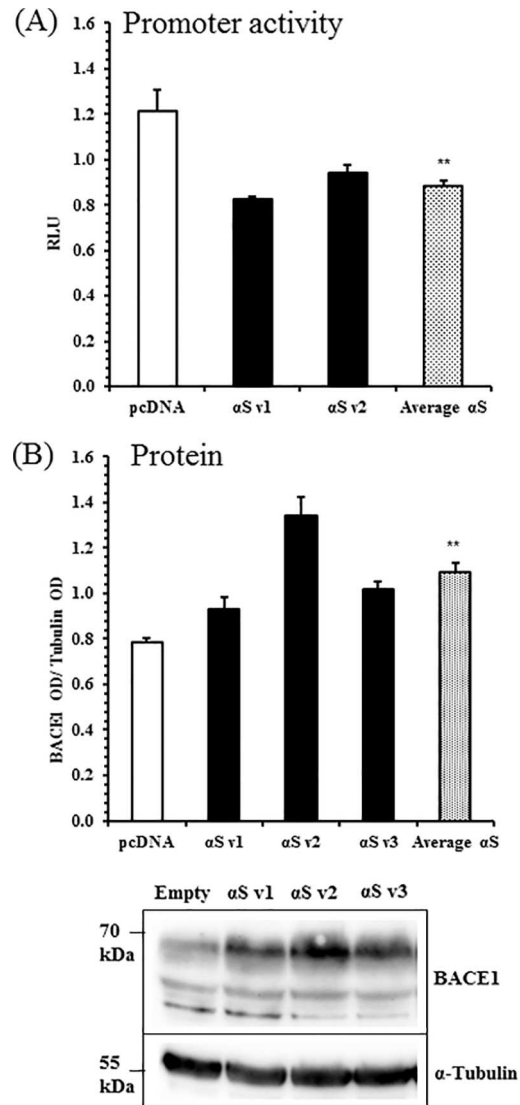 (A) Promoter activity
1.6
1.4
1.2
1.0
0.8
0.6
0.4
0.2
0.0
RLU
**
pcDNA αS v1 αS v2 Average αS
(B) Protein
1.6
1.4
1.2
1.0
0.8
0.6
0.4
0.2
0.0
BACE1 OD/ Tubulin OD
**
pcDNA αS v1 αS v2 αS v3 Average αS
Empty αS v1 αS v2 αS v3
70
kDa
BACE1
55
kDa
α-Tubulin